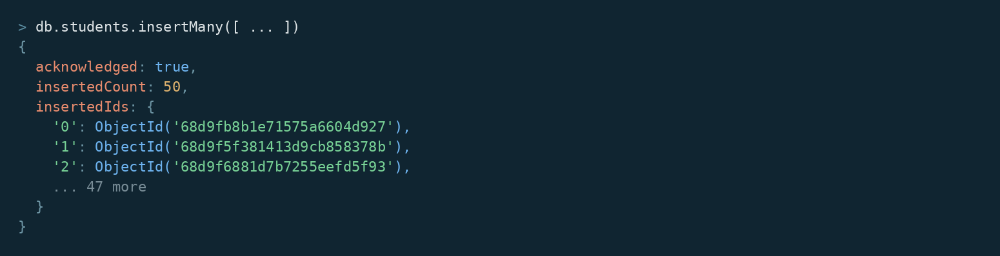 > db.students.insertMany([ ... ])
{
  acknowledged: true,
  insertedCount: 50,
  insertedIds: {
    '0': ObjectId('68d9fb8b1e71575a6604d927'),
    '1': ObjectId('68d9f5f381413d9cb858378b'),
    '2': ObjectId('68d9f6881d7b7255eefd5f93'),
    ... 47 more
  }
}